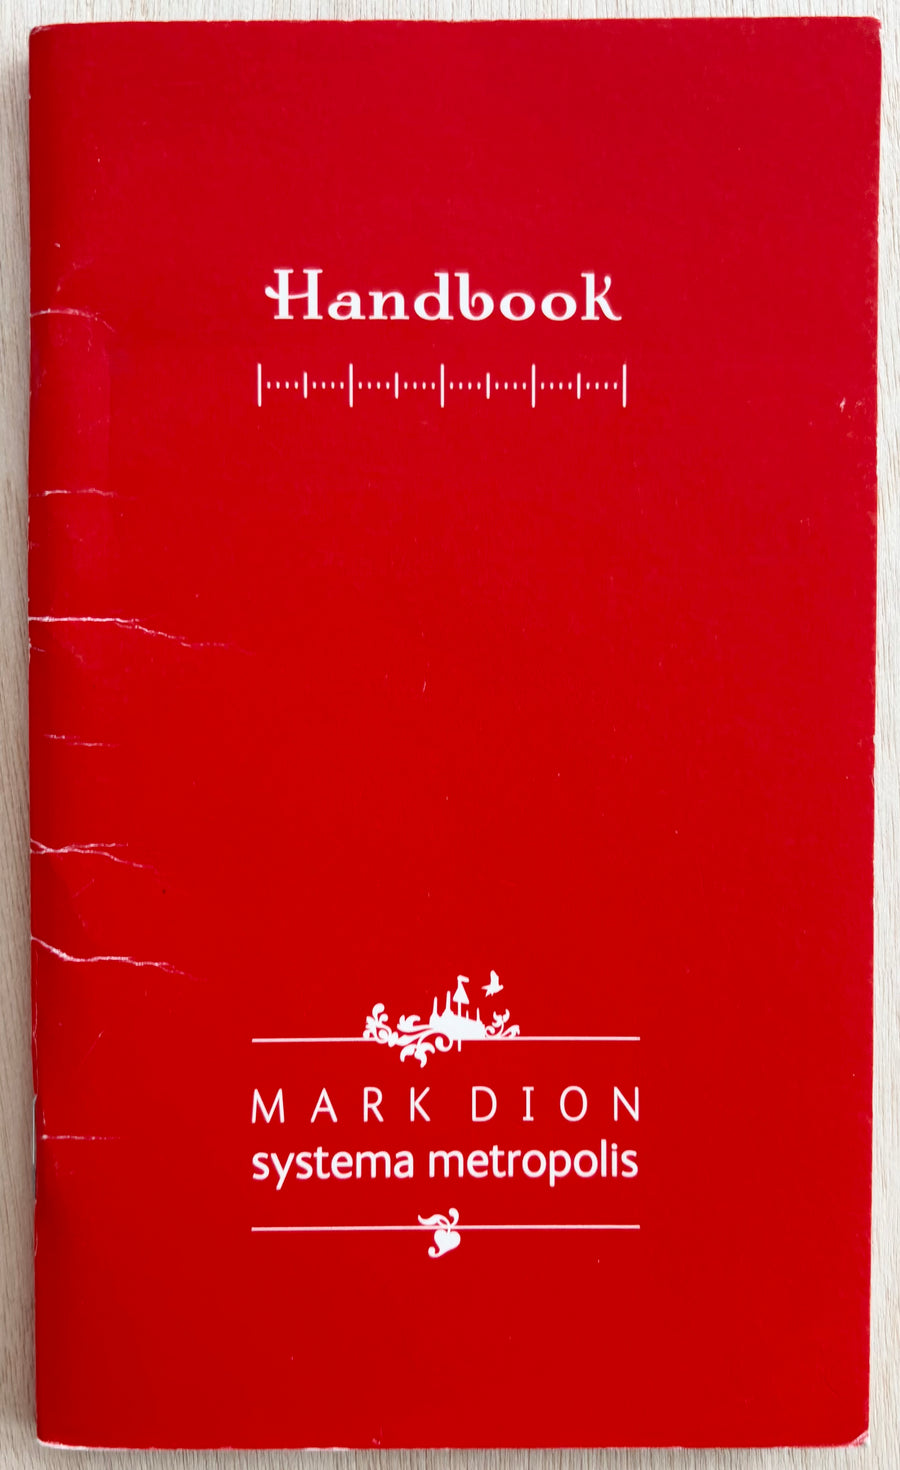 Handbook
MARK DION
systema metropolis